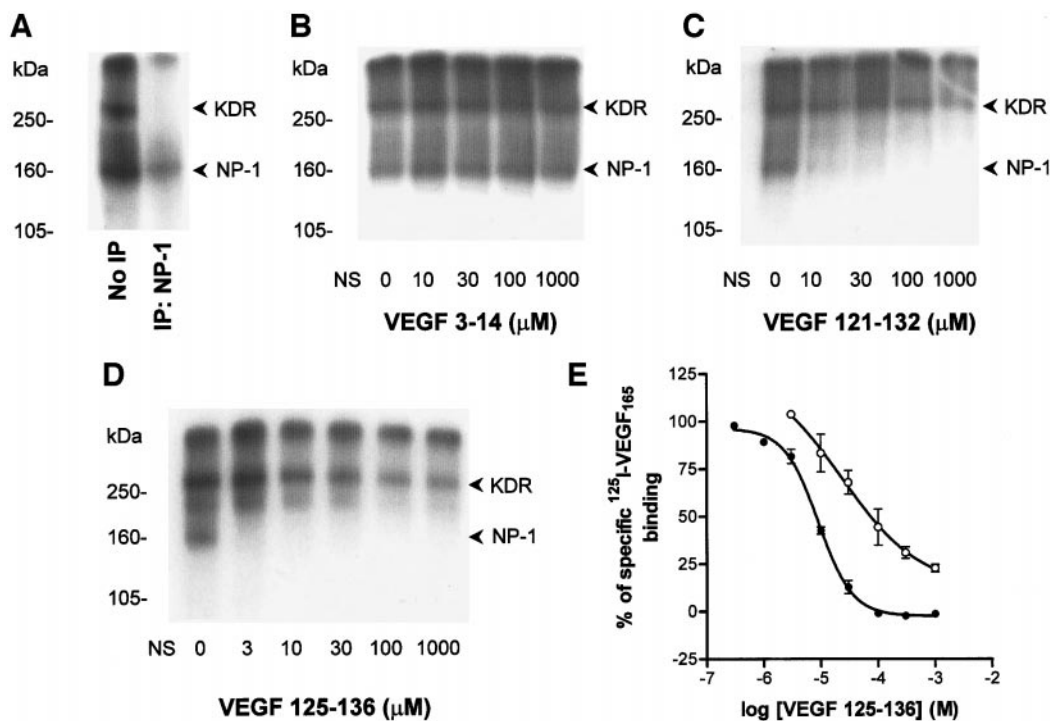 A
kDa
250-
160-
105-
KDR
NP-1
No IP
IP: NP-1
B
kDa
250-
160-
105-
KDR
NP-1
NS 0 10 30 100 1000
VEGF 3-14 (μM)
C
kDa
250-
160-
105-
KDR
NP-1
NS 0 10 30 100 1000
VEGF 121-132 (μM)
D
kDa
250-
160-
105-
KDR
NP-1
NS 0 3 10 30 100 1000
VEGF 125-136 (μM)
E
% of specific ¹²⁵I-VEGF₁₆₅
binding
125
100
75
50
25
0
-25
-7 -6 -5 -4 -3 -2
log [VEGF 125-136] (M)